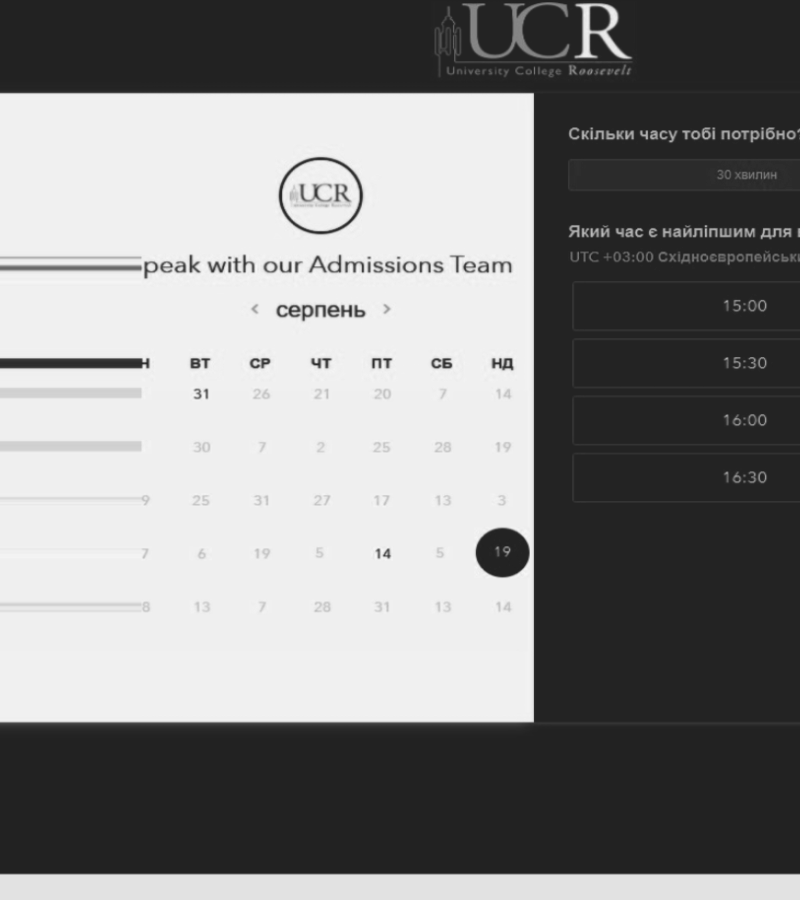 UCR
University College Roosevelt
UCR
peak with our Admissions Team
< серпень >
Н ВТ СР ЧТ ПТ СБ НД
31 26 21 20 7 14
30 7 2 25 28 19
9 25 31 27 17 13 3
7 6 19 5 14 5 19
8 13 7 28 31 13 14
Скільки часу тобі потрібно?
30 хвилин
Який час є найліпшим для
UTC +03:00 Східноєвропейськи
15:00
15:30
16:00
16:30